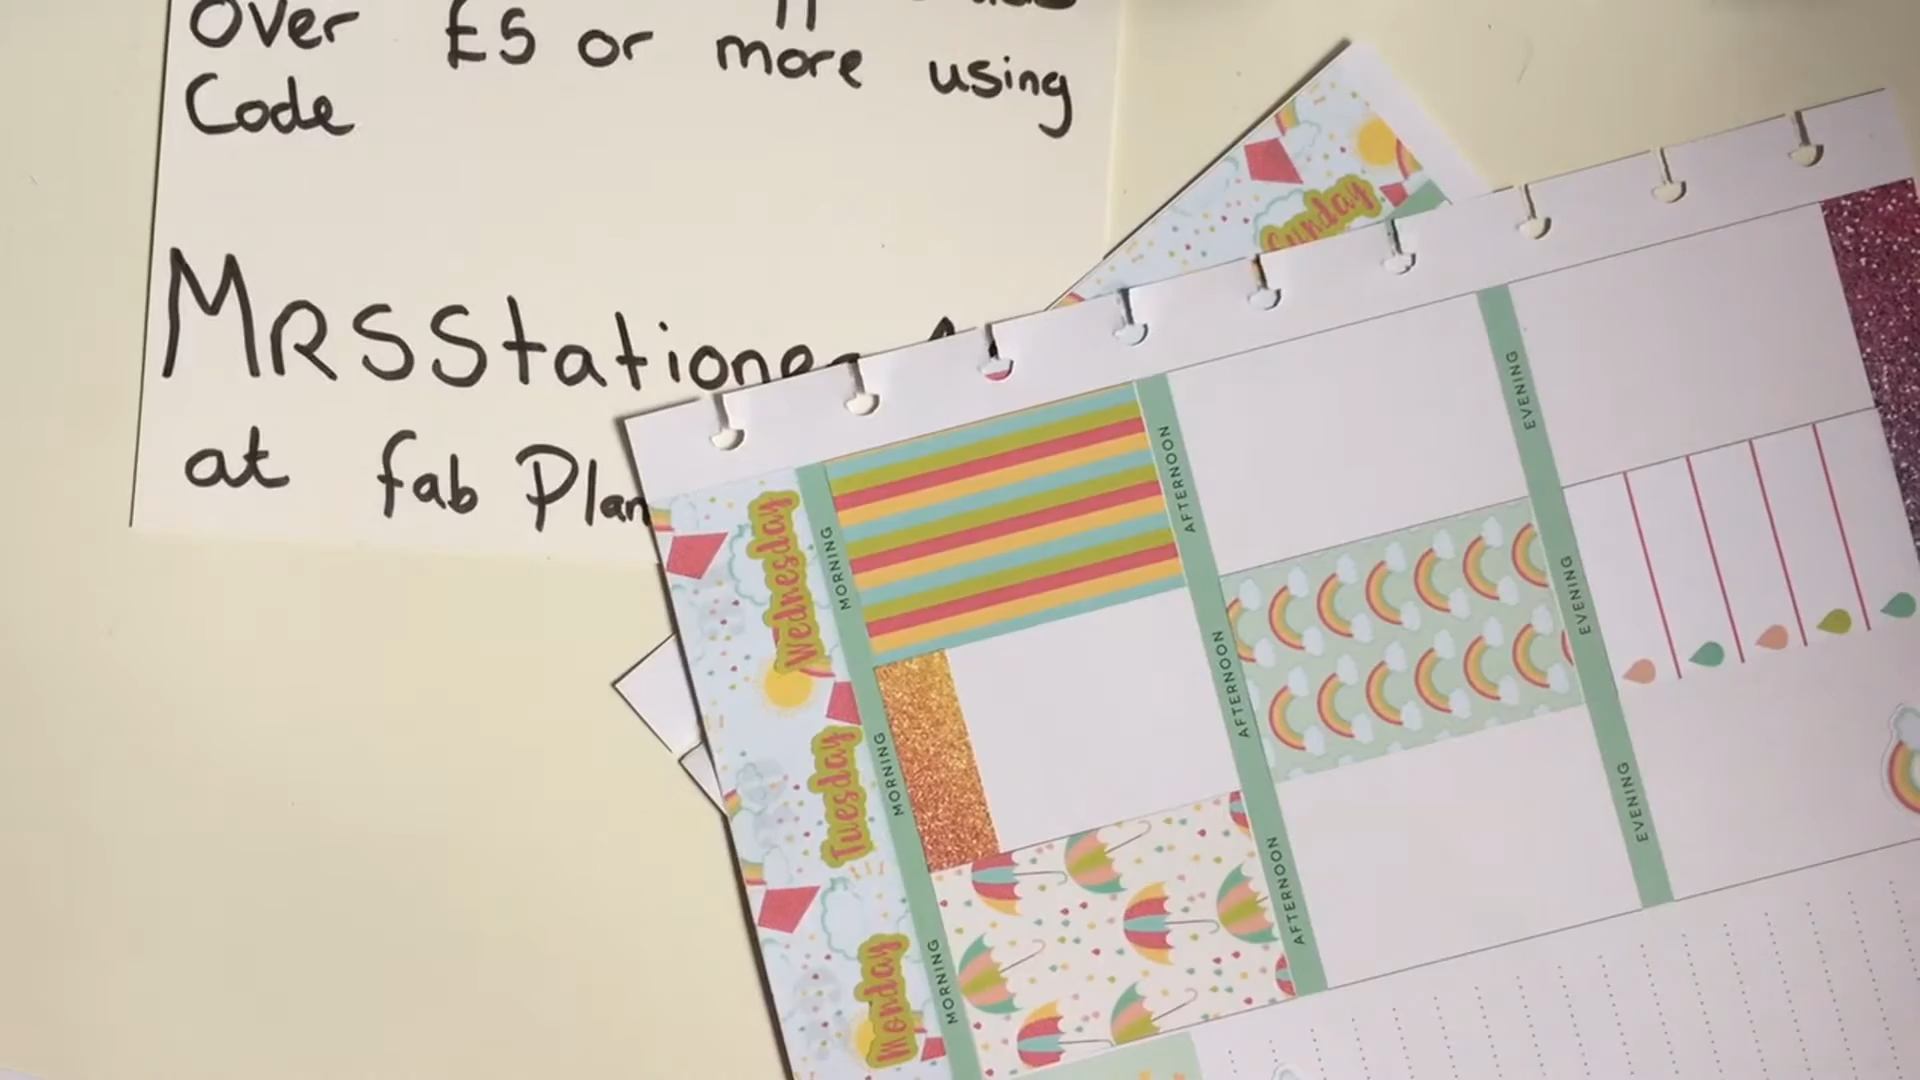 Over £5 or more using
Code
MRSStatione
at fab Plan
Sunday
Wednesday
MORNING
AFTERNOON
EVENING
Tuesday
MORNING
AFTERNOON
EVENING
Monday
MORNING
AFTERNOON
EVENING